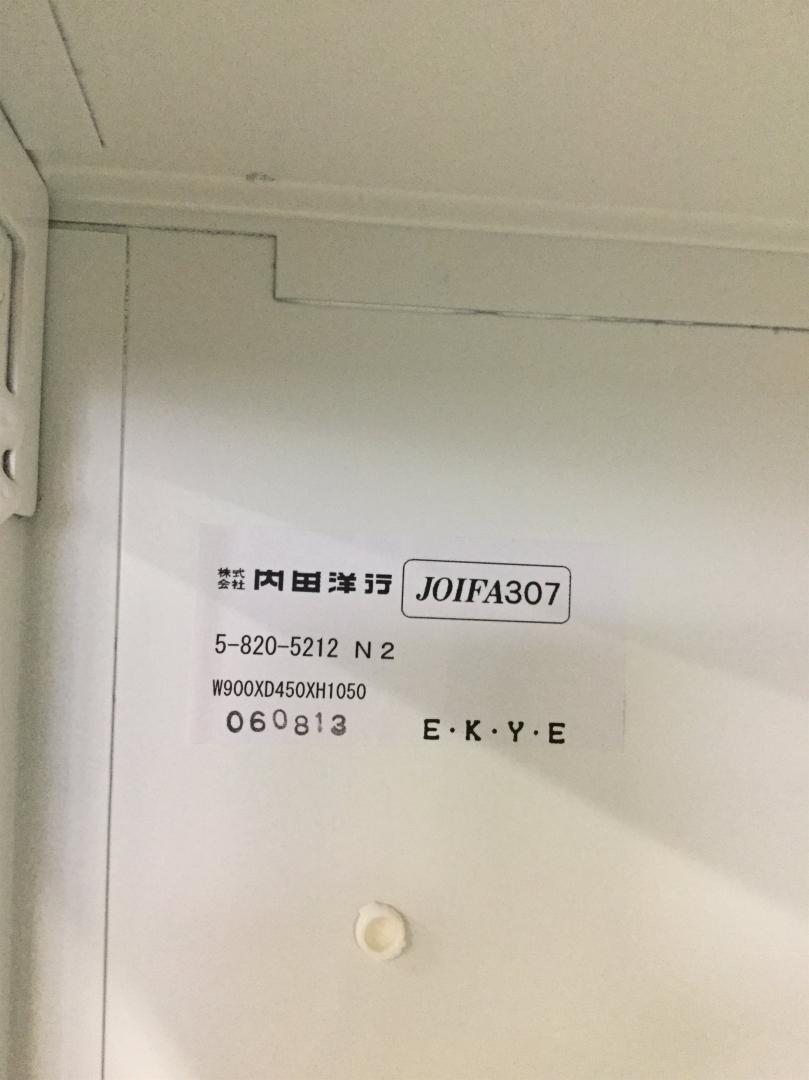 株式会社 内田洋行 JOIFA307
5-820-5212 N2
W900XD450XH1050
060813 E・K・Y・E